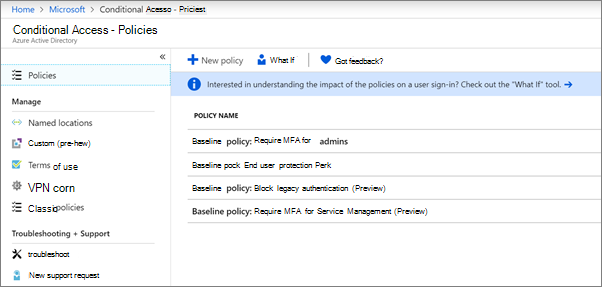 Home > Microsoft > Conditional Acesso - Priciest
Conditional Access - Policies
Azure Active Directory
«
Policies
Manage
Named locations
Custom (pre-hew)
Terms of use
VPN corn
Classic policies
Troubleshooting + Support
troubleshoot
New support request
+ New policy What If Got feedback?
Interested in understanding the impact of the policies on a user sign-in? Check out the "What If" tool. →
POLICY NAME
Baseline policy: Require MFA for admins
Baseline pock End user protection Perk
Baseline policy: Block legacy authentication (Preview)
Baseline policy: Require MFA for Service Management (Preview)